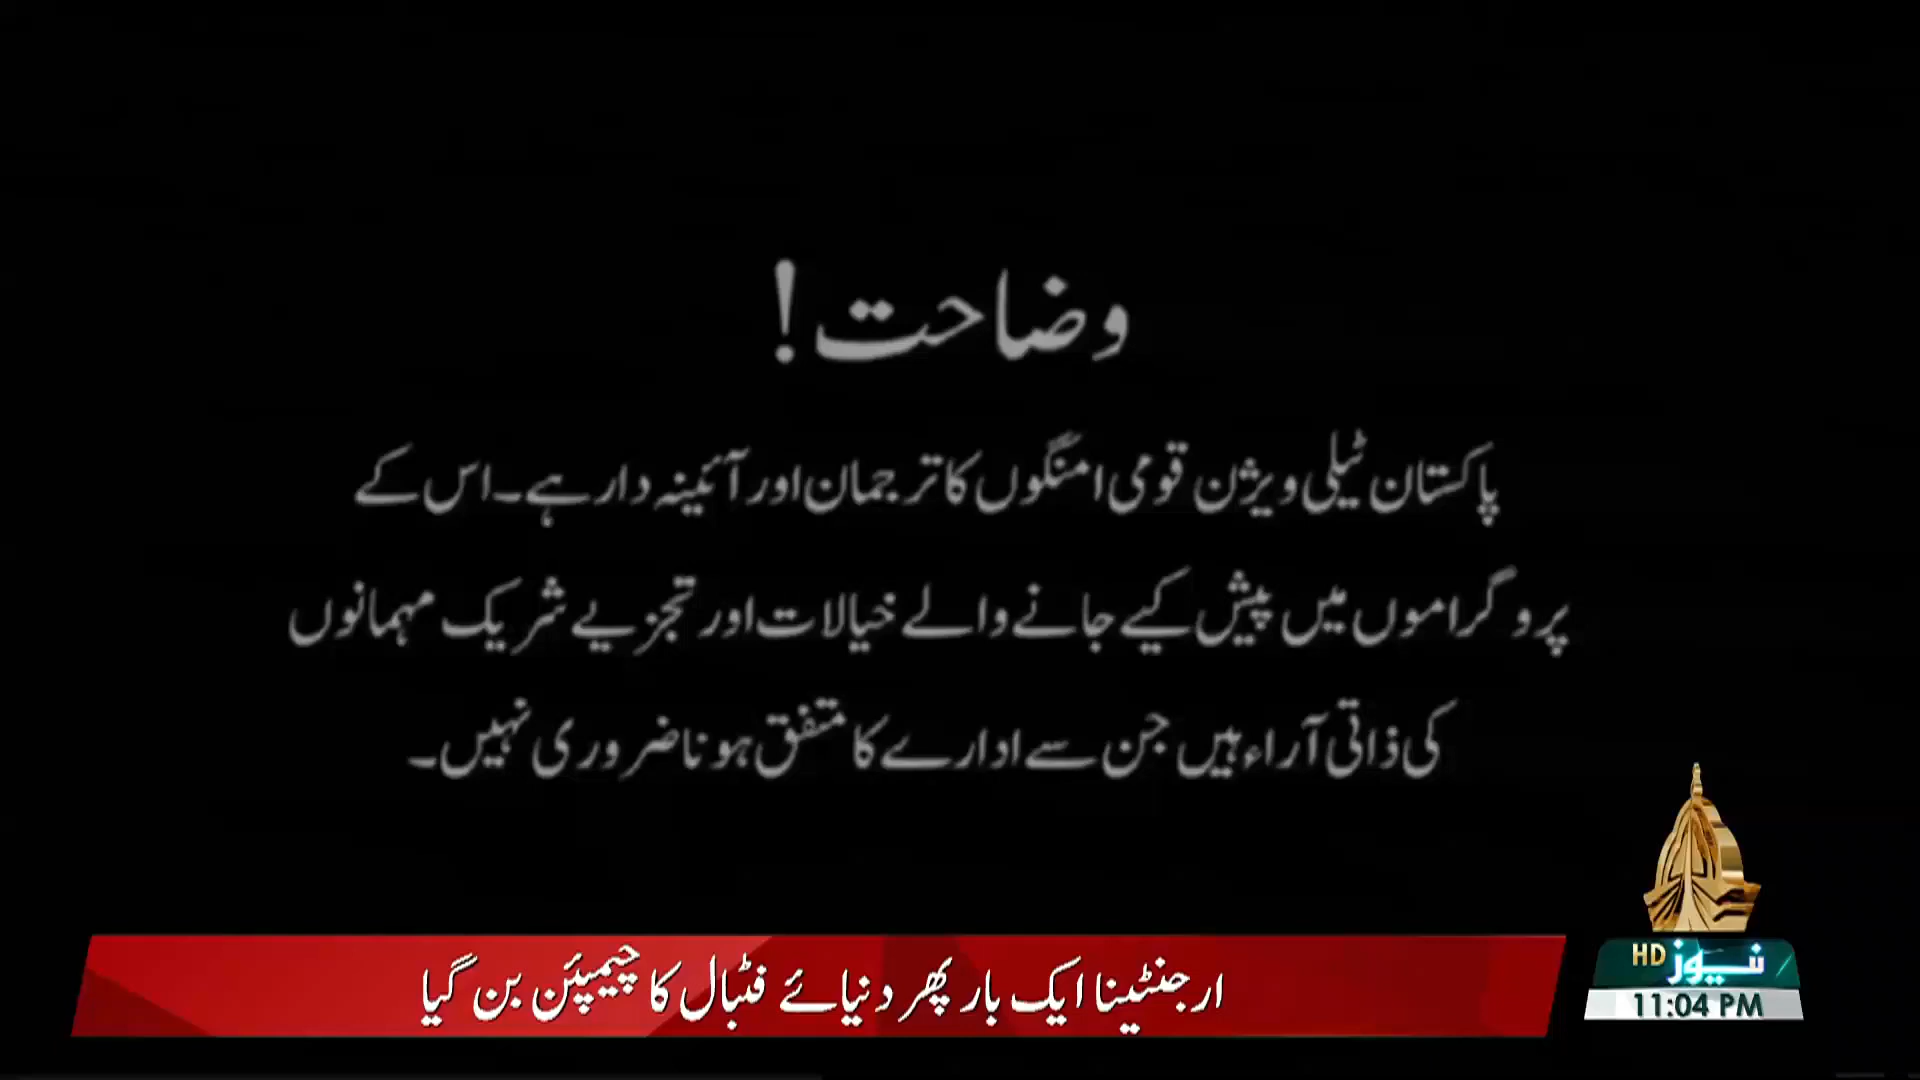 وضاحت!
پاکستان ٹیلی ویژن قومی امنگوں کا ترجمان اور آئینہ دار ہے۔ اس کے
پروگراموں میں پیش کیے جانے والے خیالات اور تجزیے شریک مہمانوں
کی ذاتی آراء ہیں جن سے ادارے کا متفق ہونا ضروری نہیں۔
ارجنٹینا ایک بار پھر دنیائے فٹبال کا چیمپئن بن گیا
نیوز HD
11:04 PM